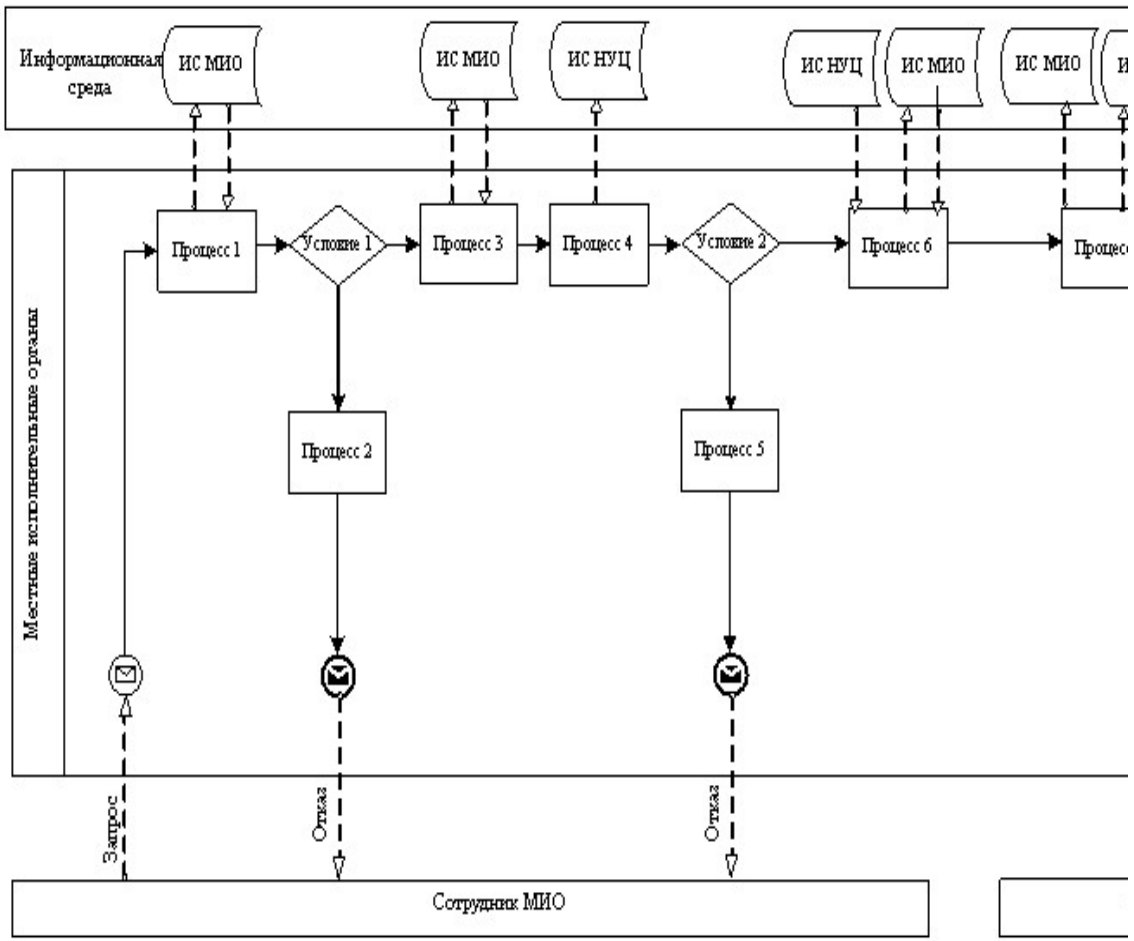 Информационная
среда
ИС МИО
ИС МИО
ИС НУЦ
ИС НУЦ
ИС МИО
ИС МИО
Местные исполнительные органы
Процесс 1
Условие 1
Процесс 3
Процесс 4
Условие 2
Процесс 6
Процесс
Процесс 2
Процесс 5
Запрос
Отказ
Отказ
Сотрудник МИО